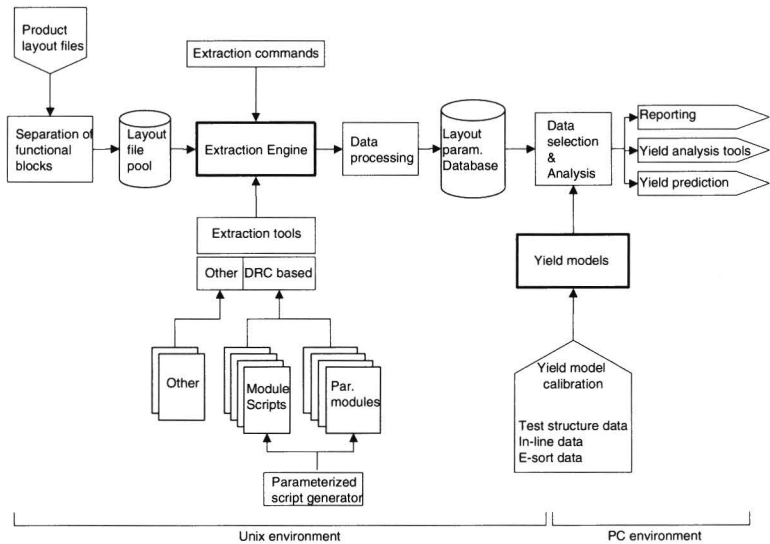 Product
layout files
Extraction commands
Separation of
functional
blocks
Layout
file
pool
Extraction Engine
Data
processing
Layout
param.
Database
Data
selection
&
Analysis
Reporting
Yield analysis tools
Yield prediction
Extraction tools
Other
DRC based
Yield models
Other
Module
Scripts
Par.
modules
Yield model
calibration
Test structure data
In-line data
E-sort data
Parameterized
script generator
Unix environment
PC environment